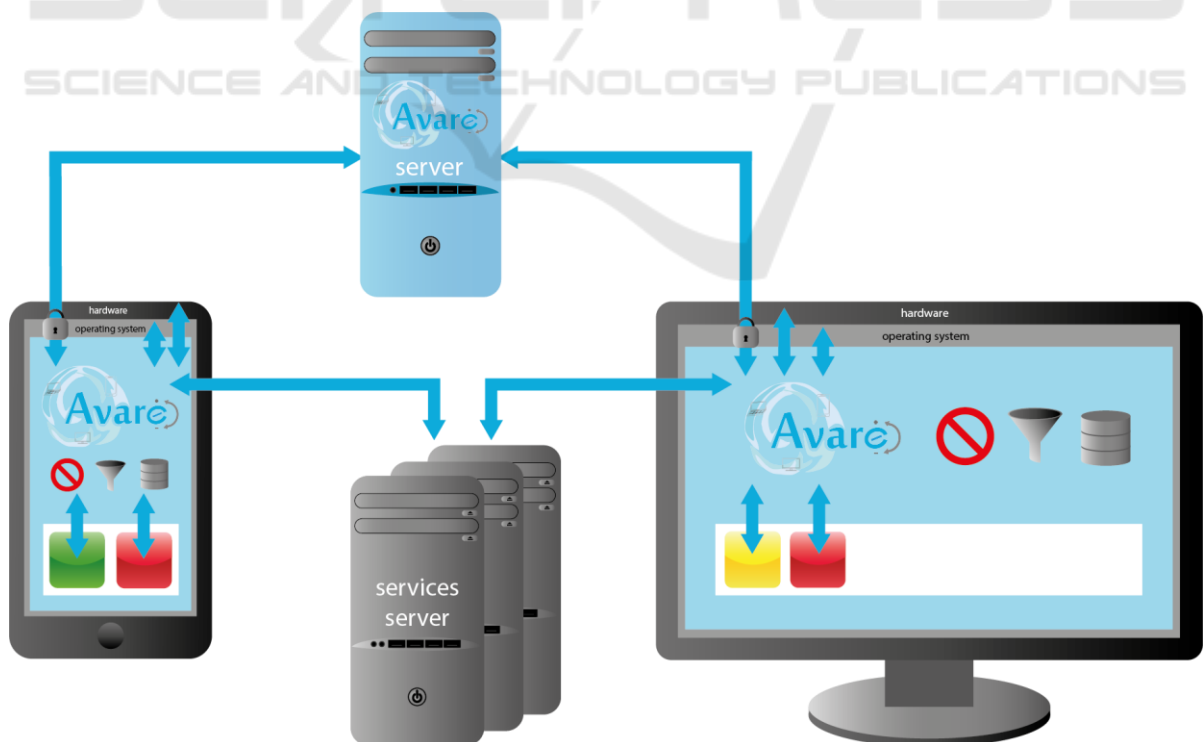 SCIENCE AND TECHNOLOGY PUBLICATIONS
Avare
server
hardware
operating system
Avare
hardware
operating system
Avare
services
server